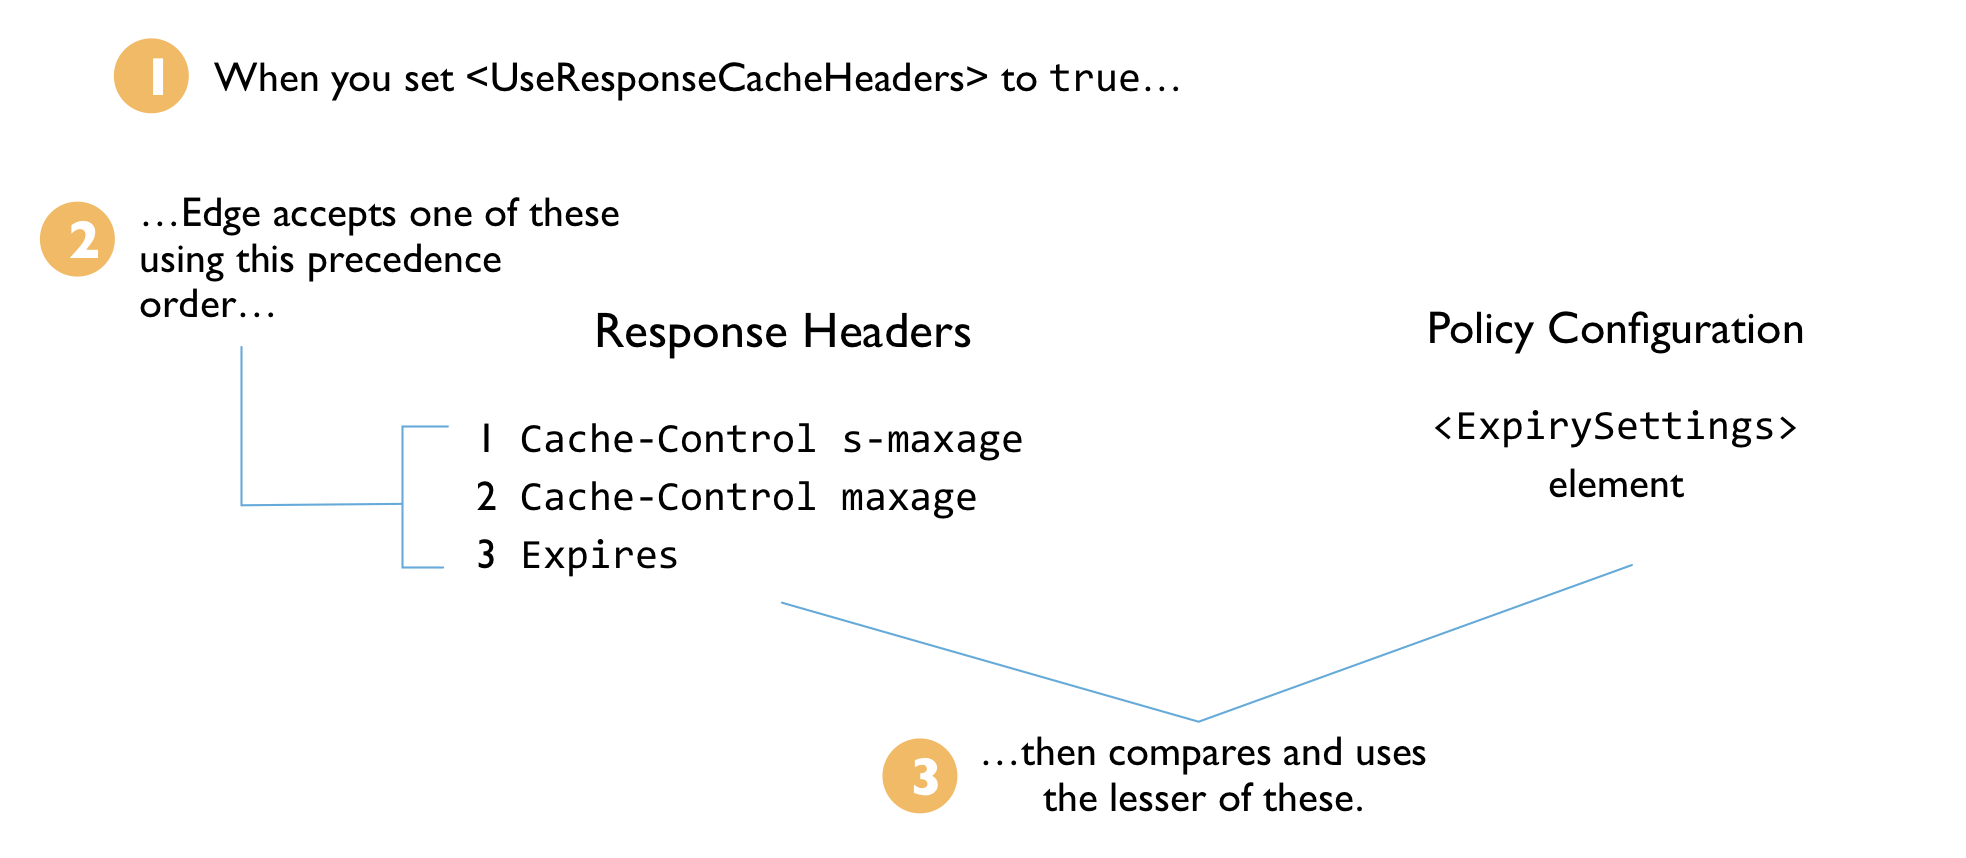 1 When you set <UseResponseCacheHeaders> to true…
2 …Edge accepts one of these
using this precedence
order…
Response Headers
1 Cache-Control s-maxage
2 Cache-Control maxage
3 Expires
Policy Configuration
<ExpirySettings>
element
3 …then compares and uses
the lesser of these.